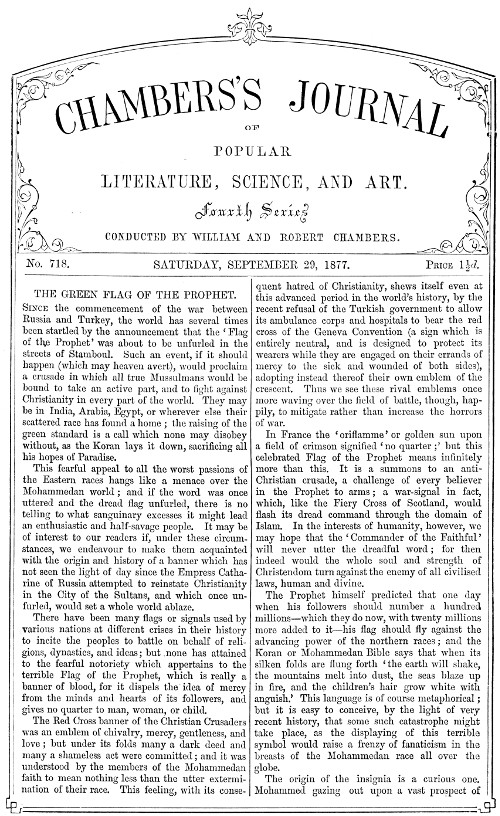 CHAMBERS'S JOURNAL
OF
POPULAR
LITERATURE, SCIENCE, AND ART.
Fourth Series
CONDUCTED BY WILLIAM AND ROBERT CHAMBERS.
No. 718. SATURDAY, SEPTEMBER 29, 1877. PRICE 1½d.
THE GREEN FLAG OF THE PROPHET.
SINCE the commencement of the war between
Russia and Turkey, the world has several times
been startled by the announcement that the ‘Flag
of the Prophet’ was about to be unfurled in the
streets of Stamboul. Such an event, if it should
happen (which may heaven avert), would proclaim
a crusade in which all true Mussulmans would be
bound to take an active part, and to fight against
Christianity in every part of the world. They may
be in India, Arabia, Egypt, or wherever else their
scattered race has found a home; the raising of the
green standard is a call which none may disobey
without, as the Koran lays it down, sacrificing all
his hopes of Paradise.
This fearful appeal to all the worst passions of
the Eastern races hangs like a menace over the
Mohammedan world; and if the word was once
uttered and the dread flag unfurled, there is no
telling to what sanguinary excesses it might lead
an enthusiastic and half-savage people. It may be
of interest to our readers if, under these circum-
stances, we endeavour to make them acquainted
with the origin and history of a banner which has
not seen the light of day since the Empress Catha-
rine of Russia attempted to reinstate Christianity
in the City of the Sultans, and which once un-
furled, would set a whole world ablaze.
There have been many flags or signals used by
various nations at different crises in their history
to incite the peoples to battle on behalf of reli-
gions, dynasties, and ideas; but none has attained
to the fearful notoriety which appertains to the
terrible Flag of the Prophet, which is really a
banner of blood, for it dispels the idea of mercy
from the minds and hearts of its followers, and
gives no quarter to man, woman, or child.
The Red Cross banner of the Christian Crusaders
was an emblem of chivalry, mercy, gentleness, and
love; but under its folds many a dark deed and
many a shameless act were committed; and it was
understood by the members of the Mohammedan
faith to mean nothing less than the utter extermi-
nation of their race. This feeling, with its conse-
quent hatred of Christianity, shews itself even at
this advanced period in the world's history, by the
recent refusal of the Turkish government to allow
its ambulance corps and hospitals to bear the red
cross of the Geneva Convention (a sign which is
entirely neutral, and is designed to protect its
wearers while they are engaged on their errands of
mercy to the sick and wounded of both sides),
adopting instead thereof their own emblem of the
crescent. Thus we see these rival emblems once
more waving over the field of battle, though, hap-
pily, to mitigate rather than increase the horrors
of war.
In France the ‘oriflamme’ or golden sun upon
a field of crimson signified ‘no quarter;’ but this
celebrated Flag of the Prophet means infinitely
more than this. It is a summons to an anti-
Christian crusade, a challenge of every believer
in the Prophet to arms; a war-signal in fact,
which, like the Fiery Cross of Scotland, would
flash its dread command through the domain of
Islam. In the interests of humanity, however, we
may hope that the ‘Commander of the Faithful’
will never utter the dreadful word; for then
indeed would the whole soul and strength of
Christendom turn against the enemy of all civilised
laws, human and divine.
The Prophet himself predicted that one day
when his followers should number a hundred
millions—which they do now, with twenty millions
more added to it—his flag should fly against the
advancing power of the northern races; and the
Koran or Mohammedan Bible says that when its
silken folds are flung forth ‘the earth will shake,
the mountains melt into dust, the seas blaze up
in fire, and the children's hair grow white with
anguish.’ This language is of course metaphorical;
but it is easy to conceive, by the light of very
recent history, that some such catastrophe might
take place, as the displaying of this terrible
symbol would raise a frenzy of fanaticism in the
breasts of the Mohammedan race all over the
globe.
The origin of the insignia is a curious one.
Mohammed gazing out upon a vast prospect of